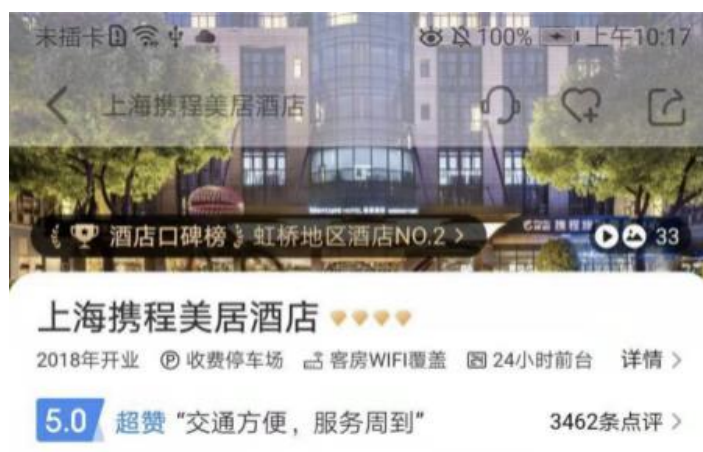 未插卡 100% 上午10:17
上海携程美居酒店
酒店口碑榜 虹桥地区酒店NO.2 > 33
上海携程美居酒店
2018年开业 P 收费停车场 客房WIFI覆盖 24小时前台 详情 >
5.0 超赞 “交通方便，服务周到” 3462条点评 >